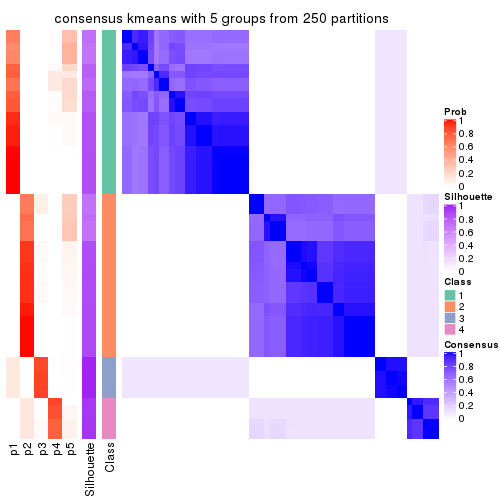 consensus kmeans with 5 groups from 250 partitions
Prob
1
0.8
0.6
0.4
0.2
0
Silhouette
1
0.8
0.6
0.4
0.2
0
Class
1
2
3
4
Consensus
1
0.8
0.6
0.4
0.2
0
p1
p2
p3
p4
p5
Silhouette
Class